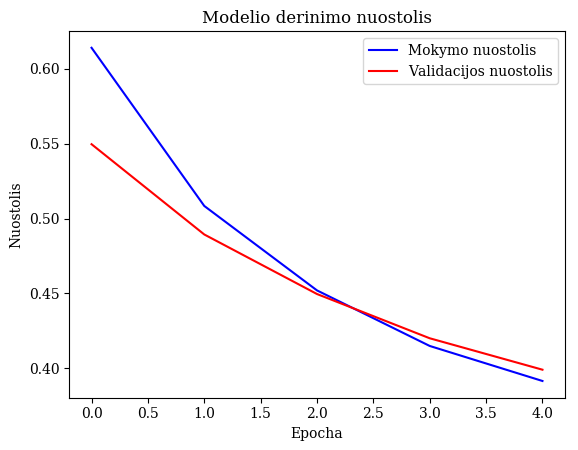 Modelio derinimo nuostolis
Mokymo nuostolis
Validacijos nuostolis
0.60
0.55
0.50
0.45
0.40
Nuostolis
0.0 0.5 1.0 1.5 2.0 2.5 3.0 3.5 4.0
Epocha